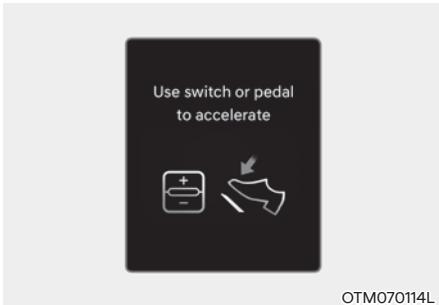 Use switch or pedal
to accelerate
+
-
OTM070114L